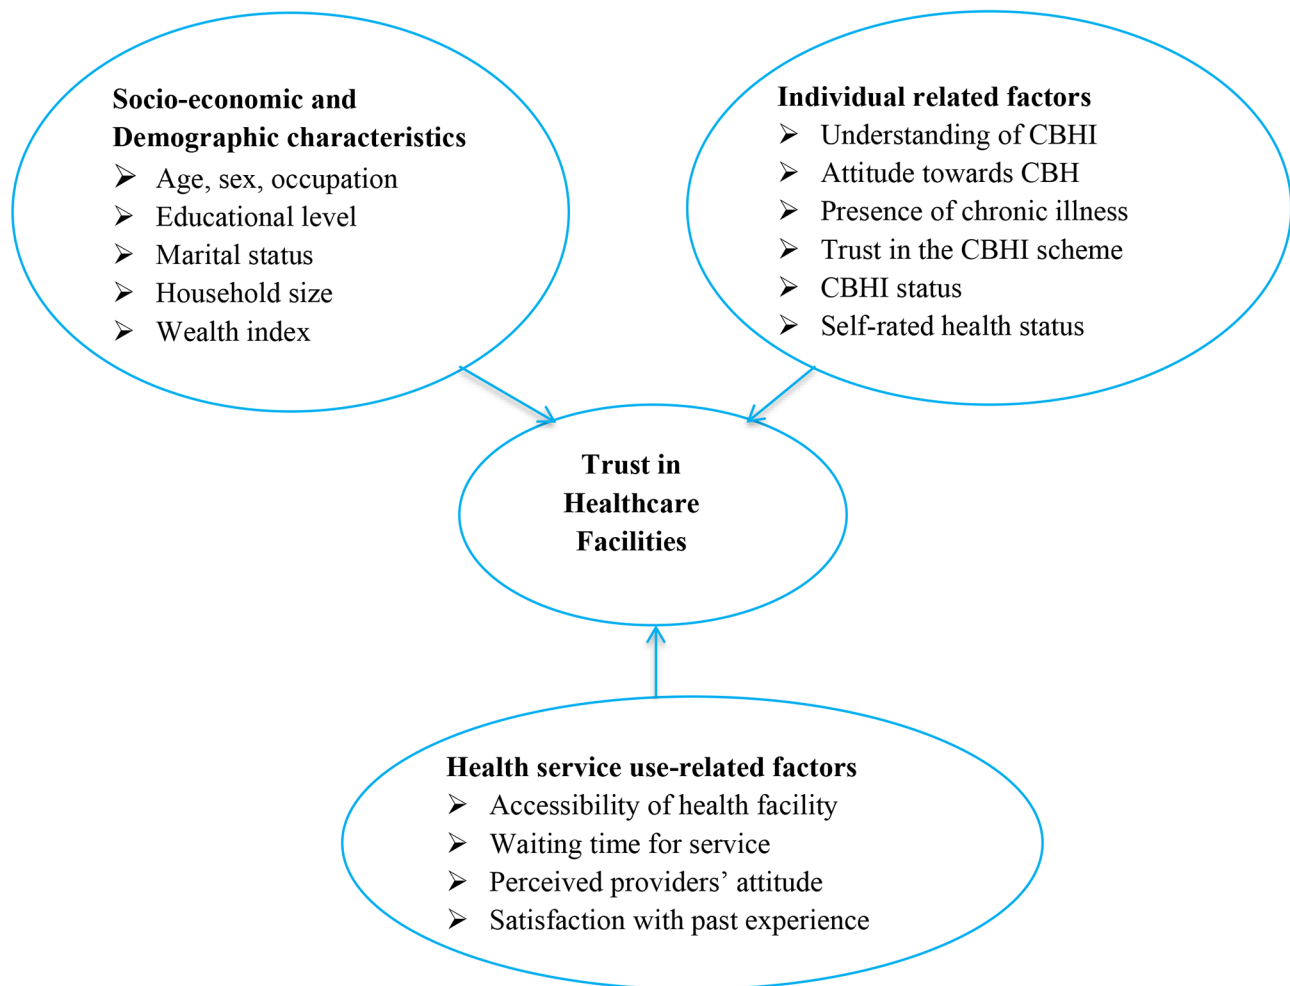 Socio-economic and
Demographic characteristics
➢ Age, sex, occupation
➢ Educational level
➢ Marital status
➢ Household size
➢ Wealth index
Individual related factors
➢ Understanding of CBHI
➢ Attitude towards CBH
➢ Presence of chronic illness
➢ Trust in the CBHI scheme
➢ CBHI status
➢ Self-rated health status
Trust in
Healthcare
Facilities
Health service use-related factors
➢ Accessibility of health facility
➢ Waiting time for service
➢ Perceived providers’ attitude
➢ Satisfaction with past experience